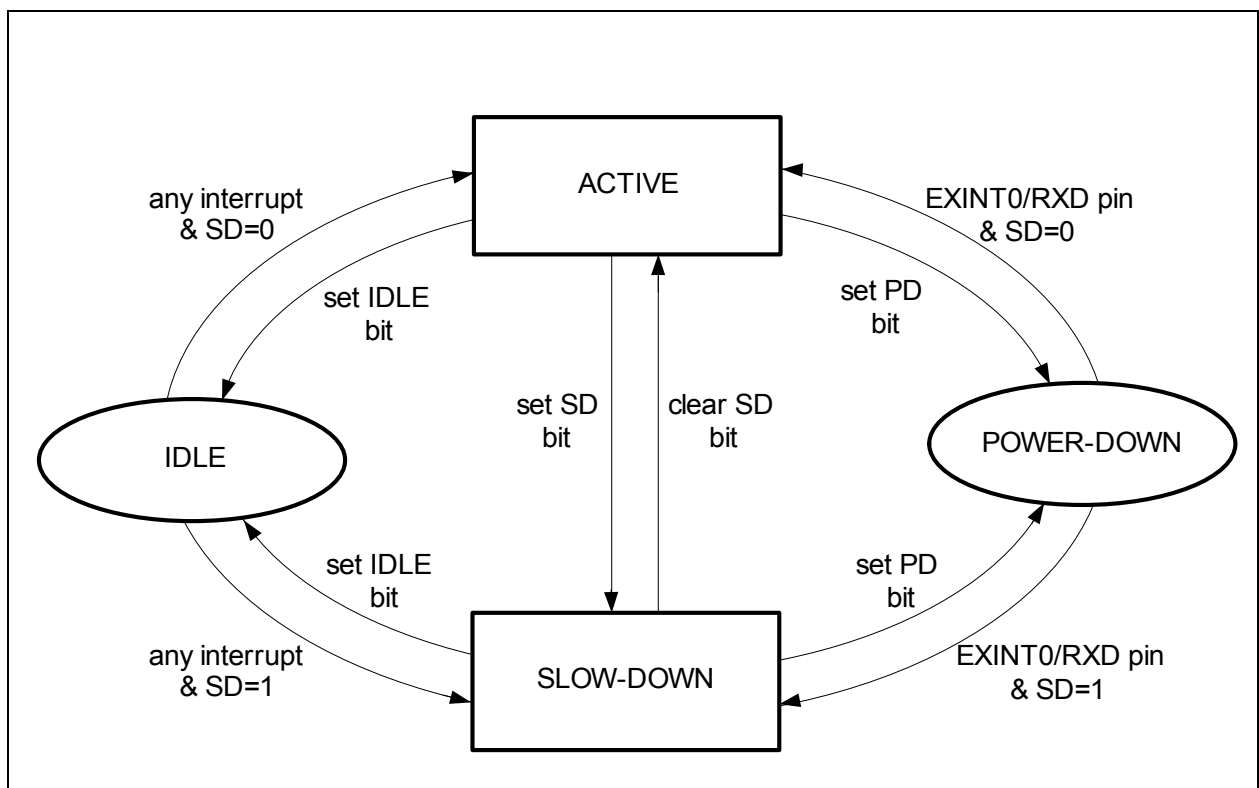 ACTIVE
any interrupt
& SD=0
EXINT0/RXD pin
& SD=0
set IDLE
bit
set PD
bit
set SD
bit
clear SD
bit
IDLE
POWER-DOWN
set IDLE
bit
set PD
bit
any interrupt
& SD=1
SLOW-DOWN
EXINT0/RXD pin
& SD=1